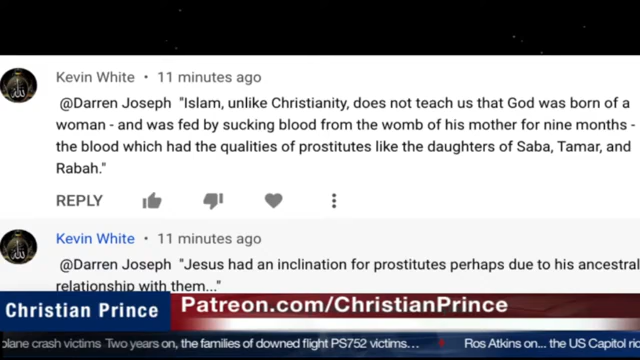 Kevin White • 11 minutes ago
@Darren Joseph "Islam, unlike Christianity, does not teach us that God was born of a
woman - and was fed by sucking blood from the womb of his mother for nine months -
the blood which had the qualities of prostitutes like the daughters of Saba, Tamar, and
Rabah."
REPLY
Kevin White • 11 minutes ago
@Darren Joseph "Jesus had an inclination for prostitutes perhaps due to his ancestral
relationship with them..."
Christian Prince
Patreon.com/ChristianPrince
plane crash victims Two years on, the families of downed flight PS752 victims... Ros Atkins on... the US Capitol